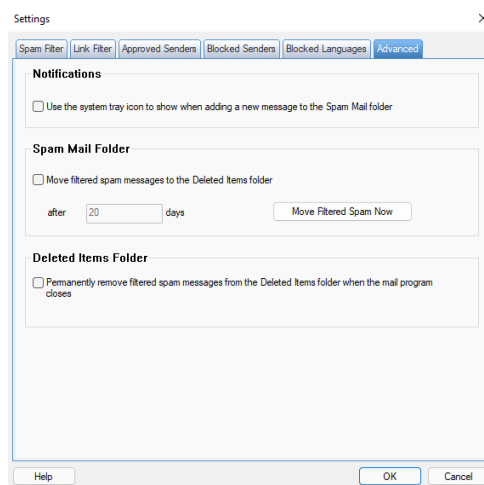 Settings
Spam Filter Link Filter Approved Senders Blocked Senders Blocked Languages Advanced
Notifications
Use the system tray icon to show when adding a new message to the Spam Mail folder
Spam Mail Folder
Move filtered spam messages to the Deleted Items folder
after 20 days Move Filtered Spam Now
Deleted Items Folder
Permanently remove filtered spam messages from the Deleted Items folder when the mail program
closes
Help OK Cancel